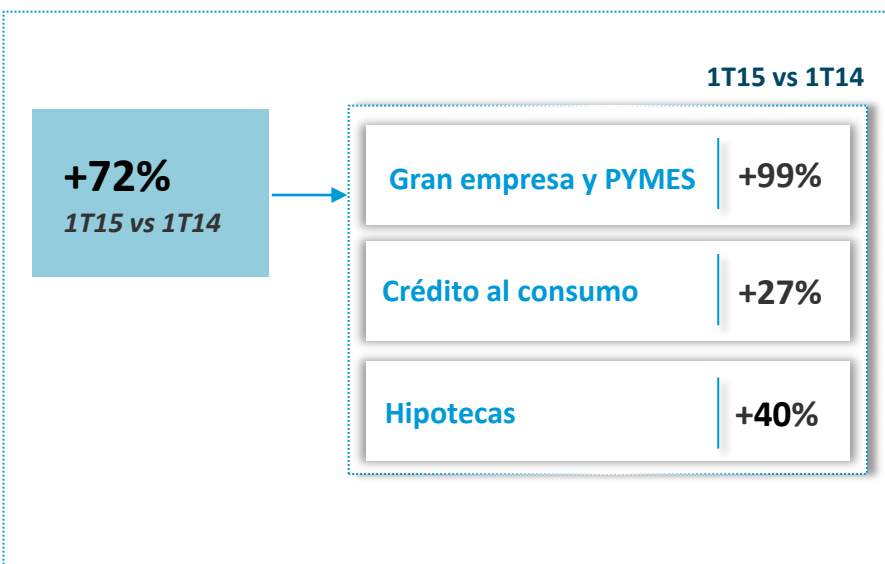 1T15 vs 1T14
+72%
1T15 vs 1T14
Gran empresa y PYMES +99%
Crédito al consumo +27%
Hipotecas +40%